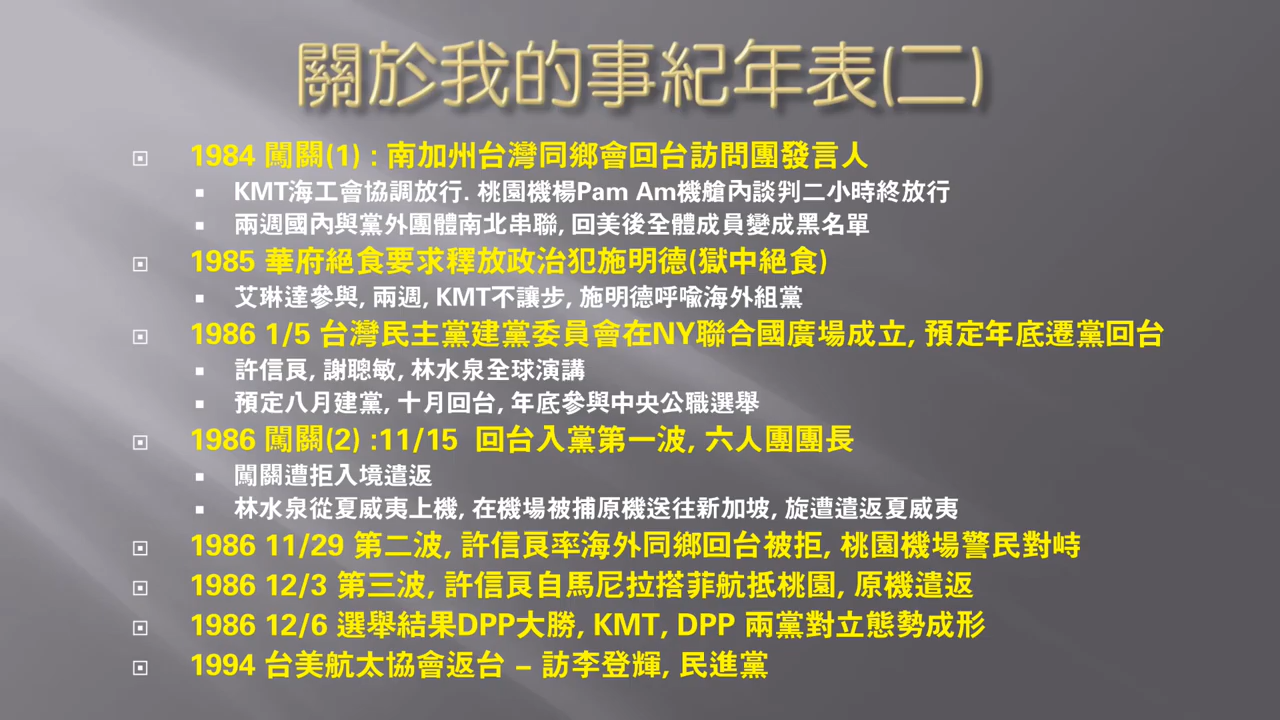 關於我的事紀年表(二)
1984 闖關(1) : 南加州台灣同鄉會回台訪問團發言人
KMT海工會協調放行. 桃園機楊Pam Am機艙內談判二小時終放行
兩週國內與黨外團體南北串聯, 回美後全體成員變成黑名單
1985 華府絕食要求釋放政治犯施明德(獄中絕食)
艾琳達參與, 兩週, KMT不讓步, 施明德呼喻海外組黨
1986 1/5 台灣民主黨建黨委員會在NY聯合國廣場成立, 預定年底遷黨回台
許信良, 謝聰敏, 林水泉全球演講
預定八月建黨, 十月回台, 年底參與中央公職選舉
1986 闖關(2) :11/15 回台入黨第一波, 六人團團長
闖關遭拒入境遣返
林水泉從夏威夷上機, 在機場被捕原機送往新加坡, 旋遭遣返夏威夷
1986 11/29 第二波, 許信良率海外同鄉回台被拒, 桃園機場警民對峙
1986 12/3 第三波, 許信良自馬尼拉搭菲航抵桃園, 原機遣返
1986 12/6 選舉結果DPP大勝, KMT, DPP 兩黨對立態勢成形
1994 台美航太協會返台 – 訪李登輝, 民進黨